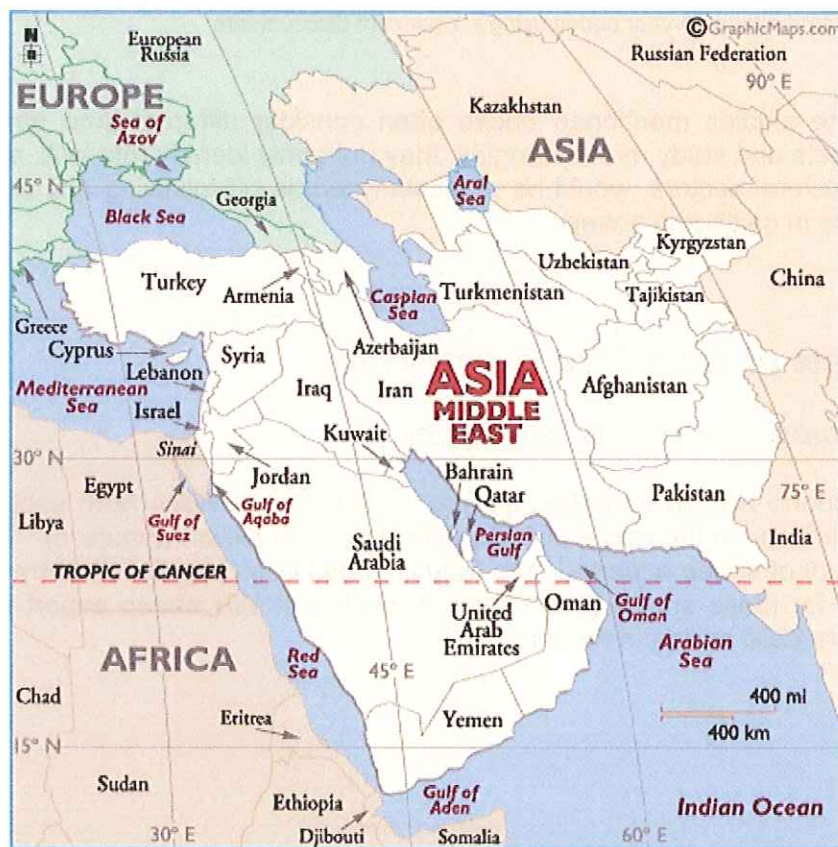 © GraphicMaps.com
N
European
Russia
Russian Federation
90° E
EUROPE
Sea of
Azov
Kazakhstan
ASIA
45° N
Aral
Sea
Georgia
Black Sea
Kyrgyzstan
Uzbekistan
Turkey
Armenia
Caspian
Sea
Turkmenistan
Tajikistan
China
Greece
Cyprus
Azerbaijan
Syria
Lebanon
Mediterranean
Sea
Iraq
Iran
ASIA
MIDDLE
EAST
Afghanistan
Israel
Sinai
Kuwait
30° N
Jordan
Bahrain
Qatar
Egypt
Pakistan
75° E
Libya
Gulf of
Suez
Gulf of
Aqaba
Persian
Gulf
India
Saudi
Arabia
TROPIC OF CANCER
United
Arab
Emirates
Oman
Gulf of
Oman
AFRICA
Red
Sea
45° E
Arabian
Sea
Chad
400 mi
400 km
Eritrea
Yemen
15° N
Sudan
Ethiopia
Gulf of
Aden
Indian Ocean
Djibouti
Somalia
30° E
60° E